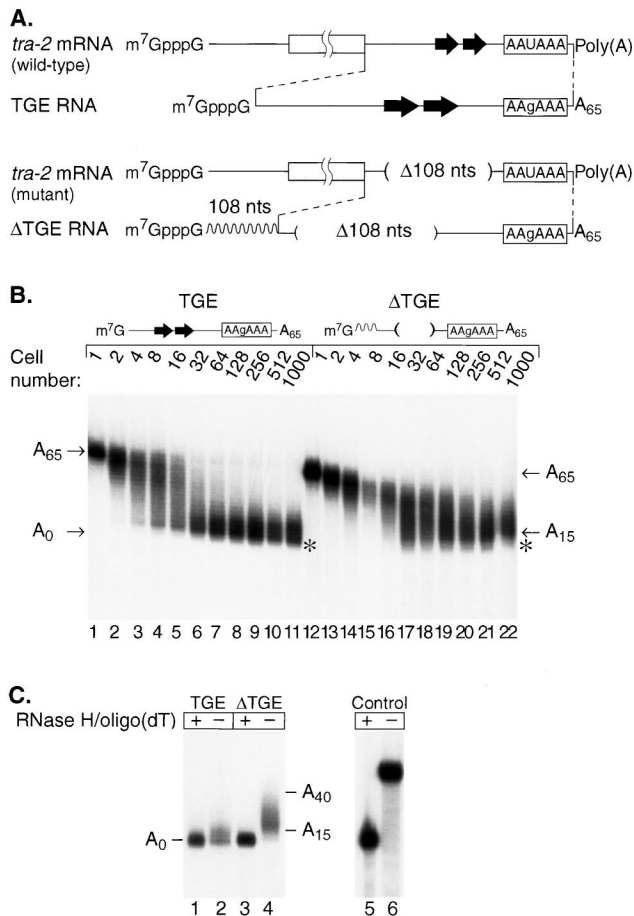 A.
tra-2 mRNA m⁷GpppG AAUAAA Poly(A)
(wild-type)
TGE RNA m⁷GpppG AAgAAA A₆₅
tra-2 mRNA m⁷GpppG ( Δ108 nts ) AAUAAA Poly(A)
(mutant)
108 nts
ΔTGE RNA m⁷GpppG ( Δ108 nts ) AAgAAA A₆₅
B.
TGE ΔTGE
m⁷G AAgAAA A₆₅ m⁷G ( ) AAgAAA A₆₅
Cell number: 1 2 4 8 16 32 64 128 256 512 1000 1 2 4 8 16 32 64 128 256 512 1000
A₆₅ → ← A₆₅
A₀ → ← A₁₅
* *
1 2 3 4 5 6 7 8 9 10 11 12 13 14 15 16 17 18 19 20 21 22
C.
TGE ΔTGE Control
RNase H/oligo(dT) + − + − + −
A₄₀
A₀ A₁₅
1 2 3 4 5 6